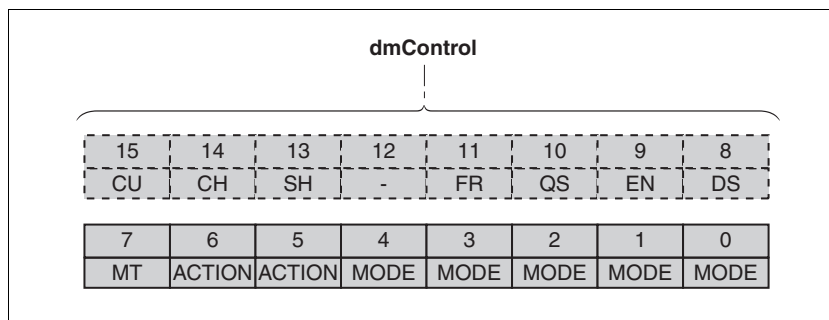 dmControl
15 14 13 12 11 10 9 8
CU CH SH - FR QS EN DS
7 6 5 4 3 2 1 0
MT ACTION ACTION MODE MODE MODE MODE MODE